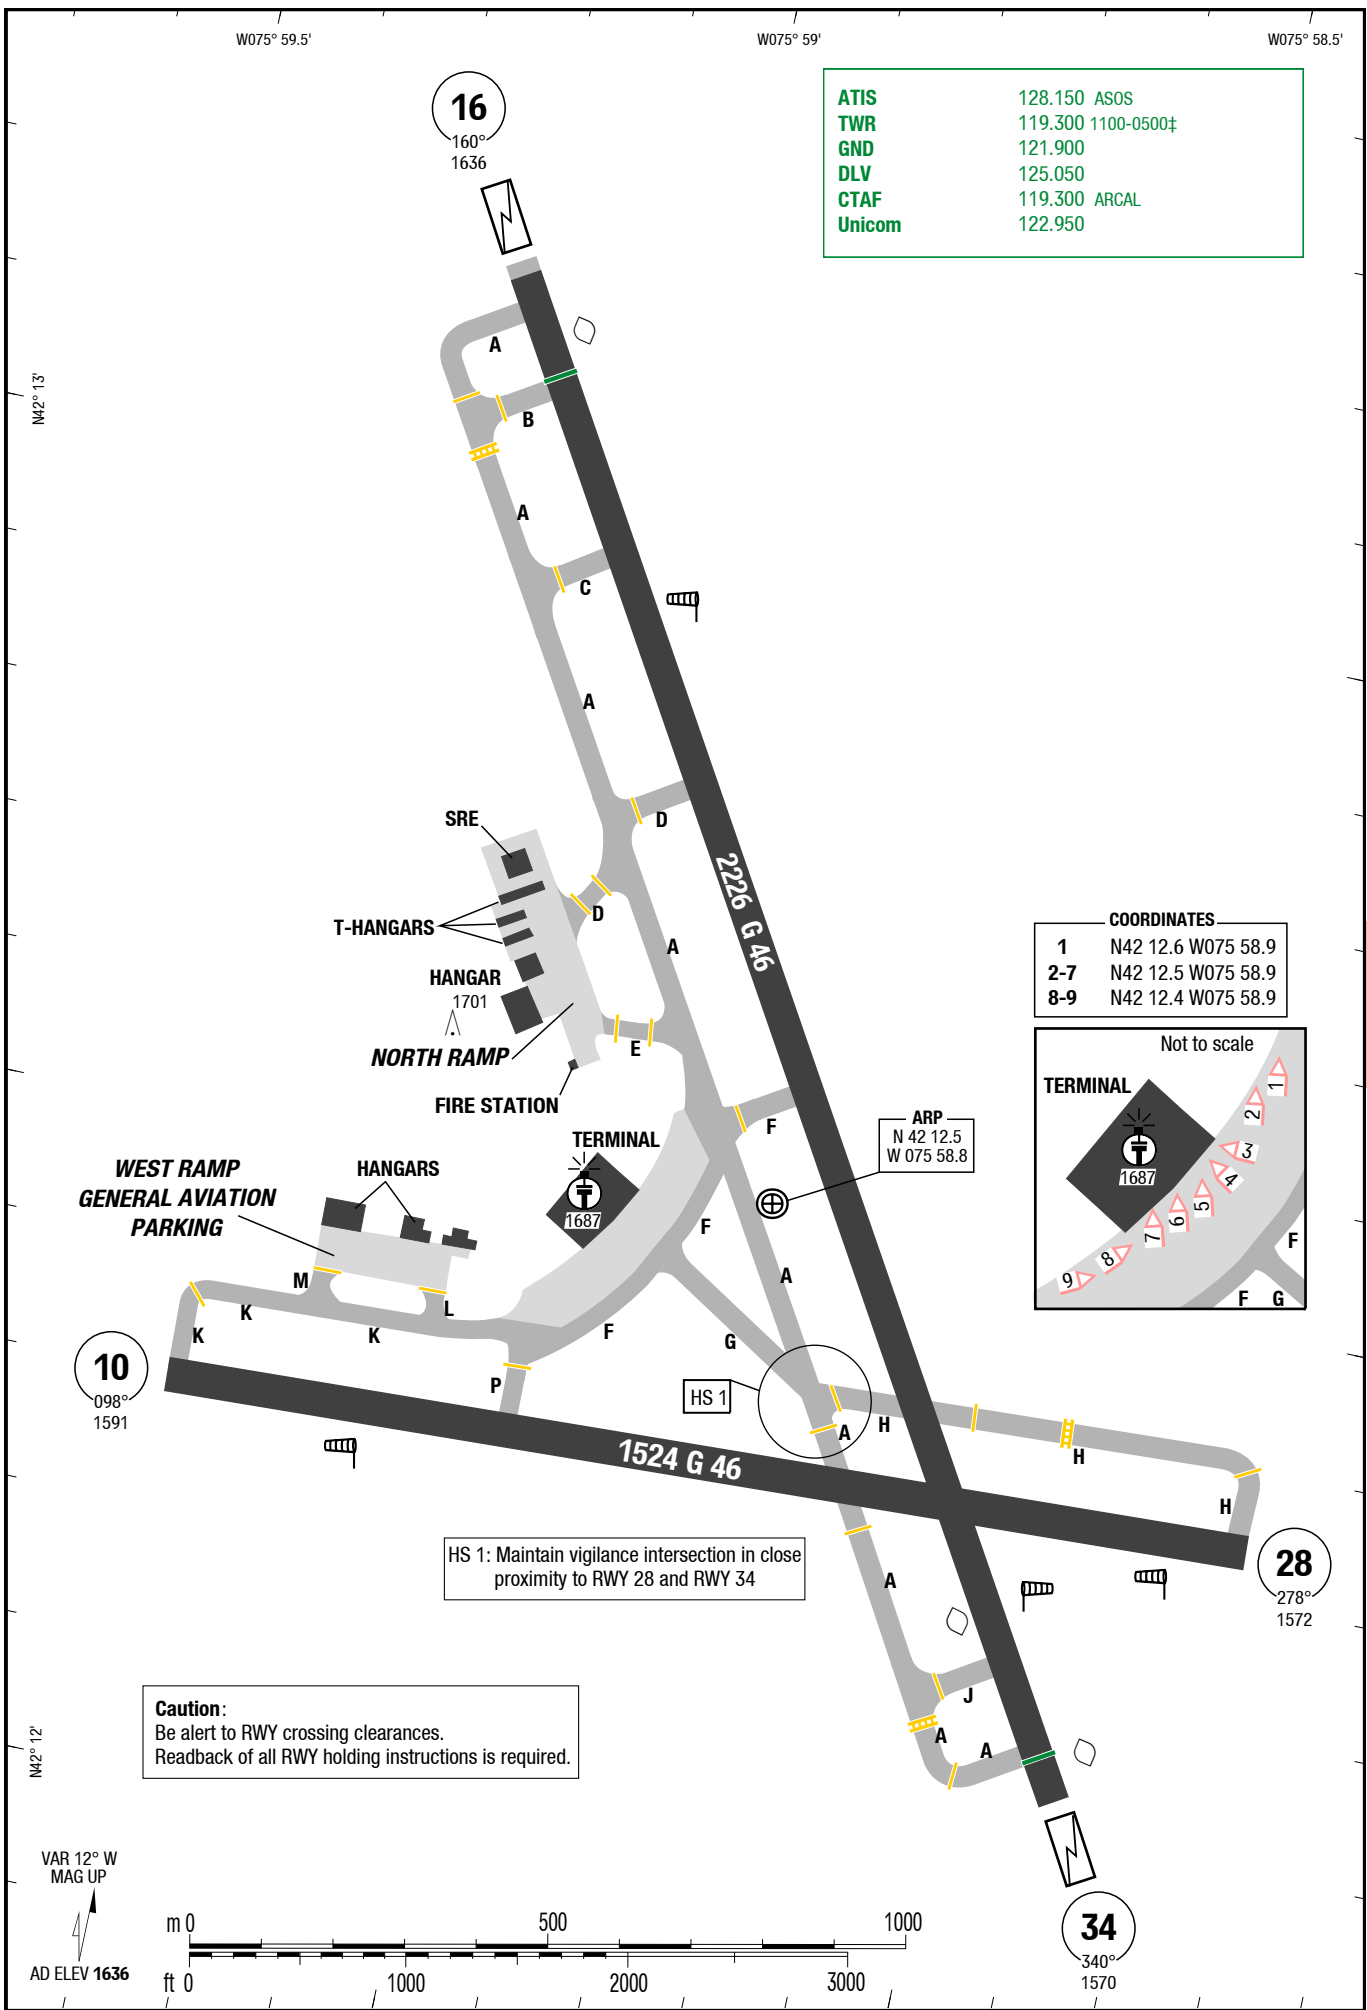 W075° 59.5'
W075° 59'
W075° 58.5'
16
160°
1636
ATIS 128.150 ASOS
TWR 119.300 1100-0500‡
GND 121.900
DLV 125.050
CTAF 119.300 ARCAL
Unicom 122.950
N42° 13'
A
B
A
C
A
D
SRE
T-HANGARS
D
A
2226 G 46
HANGAR
1701
NORTH RAMP
E
FIRE STATION
COORDINATES
1 N42 12.6 W075 58.9
2-7 N42 12.5 W075 58.9
8-9 N42 12.4 W075 58.9
Not to scale
TERMINAL
1687
1
2
3
4
5
6
7
8
9
F
F G
F
ARP
N 42 12.5
W 075 58.8
TERMINAL
1687
WEST RAMP
GENERAL AVIATION
PARKING
HANGARS
F
A
M
L
K
K
K
F
G
P
10
098°
1591
HS 1
A
H
H
H
1524 G 46
HS 1: Maintain vigilance intersection in close
proximity to RWY 28 and RWY 34
28
278°
1572
A
J
A
A
Caution:
Be alert to RWY crossing clearances.
Readback of all RWY holding instructions is required.
N42° 12'
VAR 12° W
MAG UP
AD ELEV 1636
m 0 500 1000
ft 0 1000 2000 3000
34
340°
1570